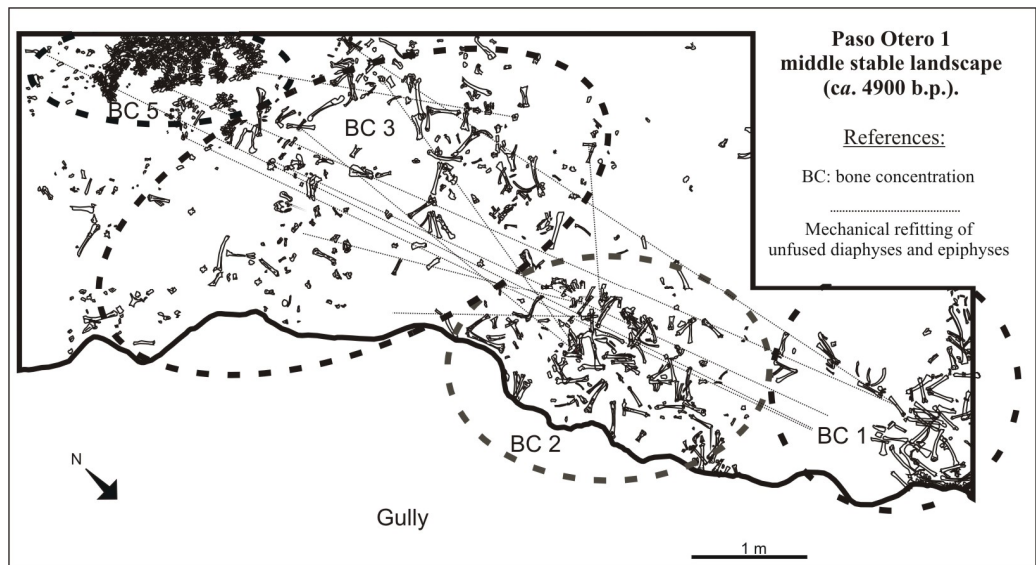 Paso Otero 1
middle stable landscape
(ca. 4900 b.p.).
References:
BC: bone concentration
Mechanical refitting of
unfused diaphyses and epiphyses
BC 5
BC 3
BC 2
BC 1
N
Gully
1 m